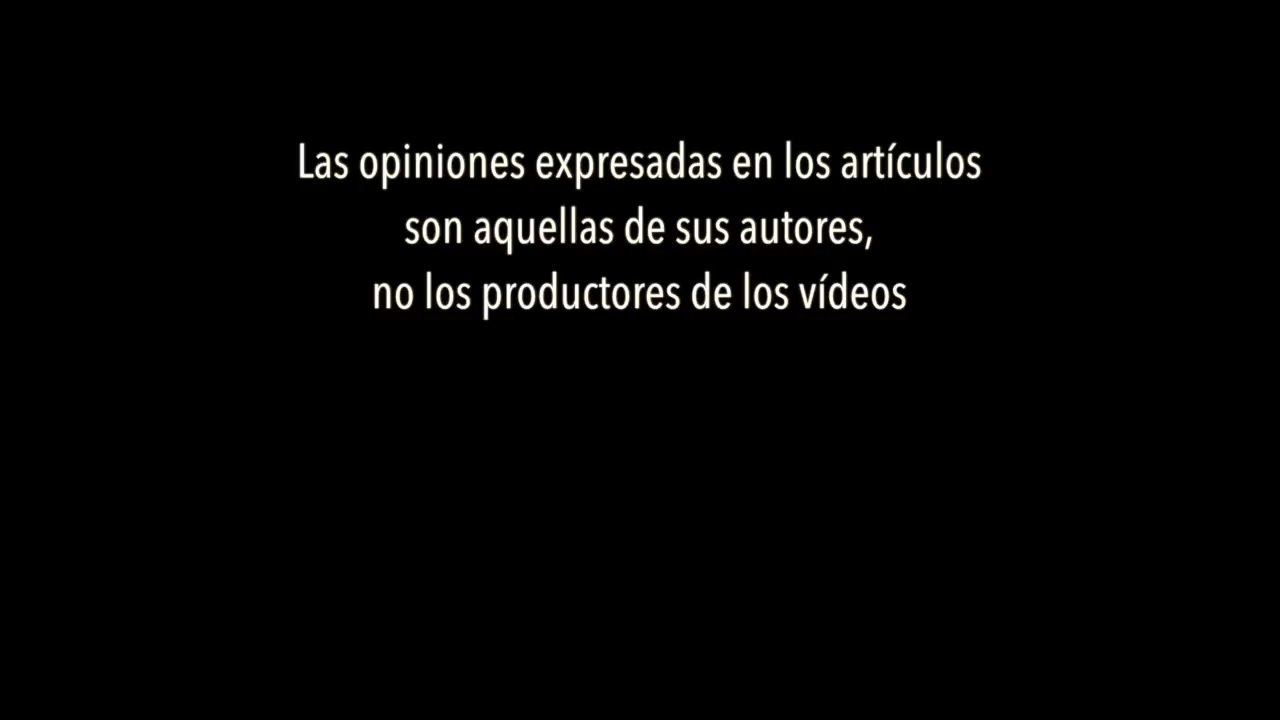 Las opiniones expresadas en los artículos
son aquellas de sus autores,
no los productores de los vídeos